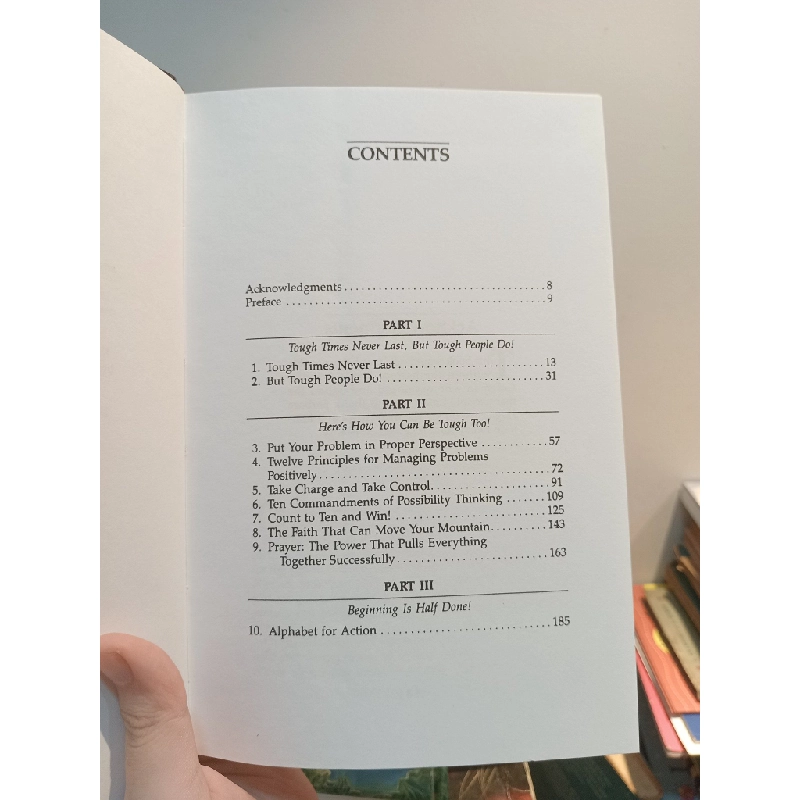 CONTENTS
Acknowledgments . . . . . . . . . . . . . . . . . . . . . . . . . . . . . . . . . . . 8
Preface . . . . . . . . . . . . . . . . . . . . . . . . . . . . . . . . . . . . . . . . . . . . . 9
PART I
Tough Times Never Last, But Tough People Do!
1. Tough Times Never Last . . . . . . . . . . . . . . . . . . . . . . . . . 13
2. But Tough People Do! . . . . . . . . . . . . . . . . . . . . . . . . . . . 31
PART II
Here's How You Can Be Tough Too!
3. Put Your Problem in Proper Perspective . . . . . . . . . . . . 57
4. Twelve Principles for Managing Problems
Positively . . . . . . . . . . . . . . . . . . . . . . . . . . . . . . . . . . . . . . . . 72
5. Take Charge and Take Control. . . . . . . . . . . . . . . . . . . . . 91
6. Ten Commandments of Possibility Thinking . . . . . . . 109
7. Count to Ten and Win! . . . . . . . . . . . . . . . . . . . . . . . . . . 125
8. The Faith That Can Move Your Mountain. . . . . . . . . . 143
9. Prayer: The Power That Pulls Everything
Together Successfully . . . . . . . . . . . . . . . . . . . . . . . . . . . 163
PART III
Beginning Is Half Done!
10. Alphabet for Action . . . . . . . . . . . . . . . . . . . . . . . . . . . . . 185